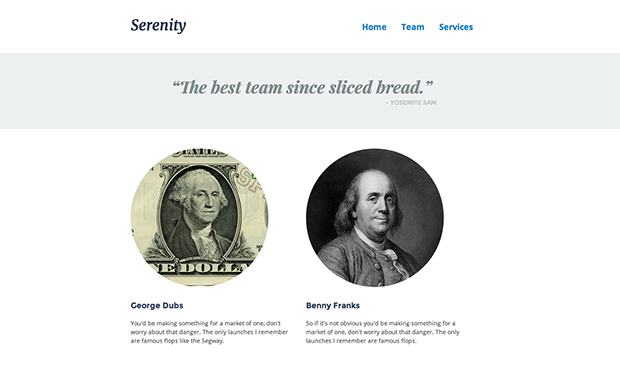 Serenity
Home Team Services
“The best team since sliced bread.”
– YOSEMITE SAM
SP
NE DOLLA
George Dubs
Benny Franks
You'd be making something for a market of one, don't
worry about that danger. The only launches I remember
are famous flops like the Segway.
So if it's not obvious you'd be making something for a
market of one, don't worry about that danger. The only
launches I remember are famous flops.